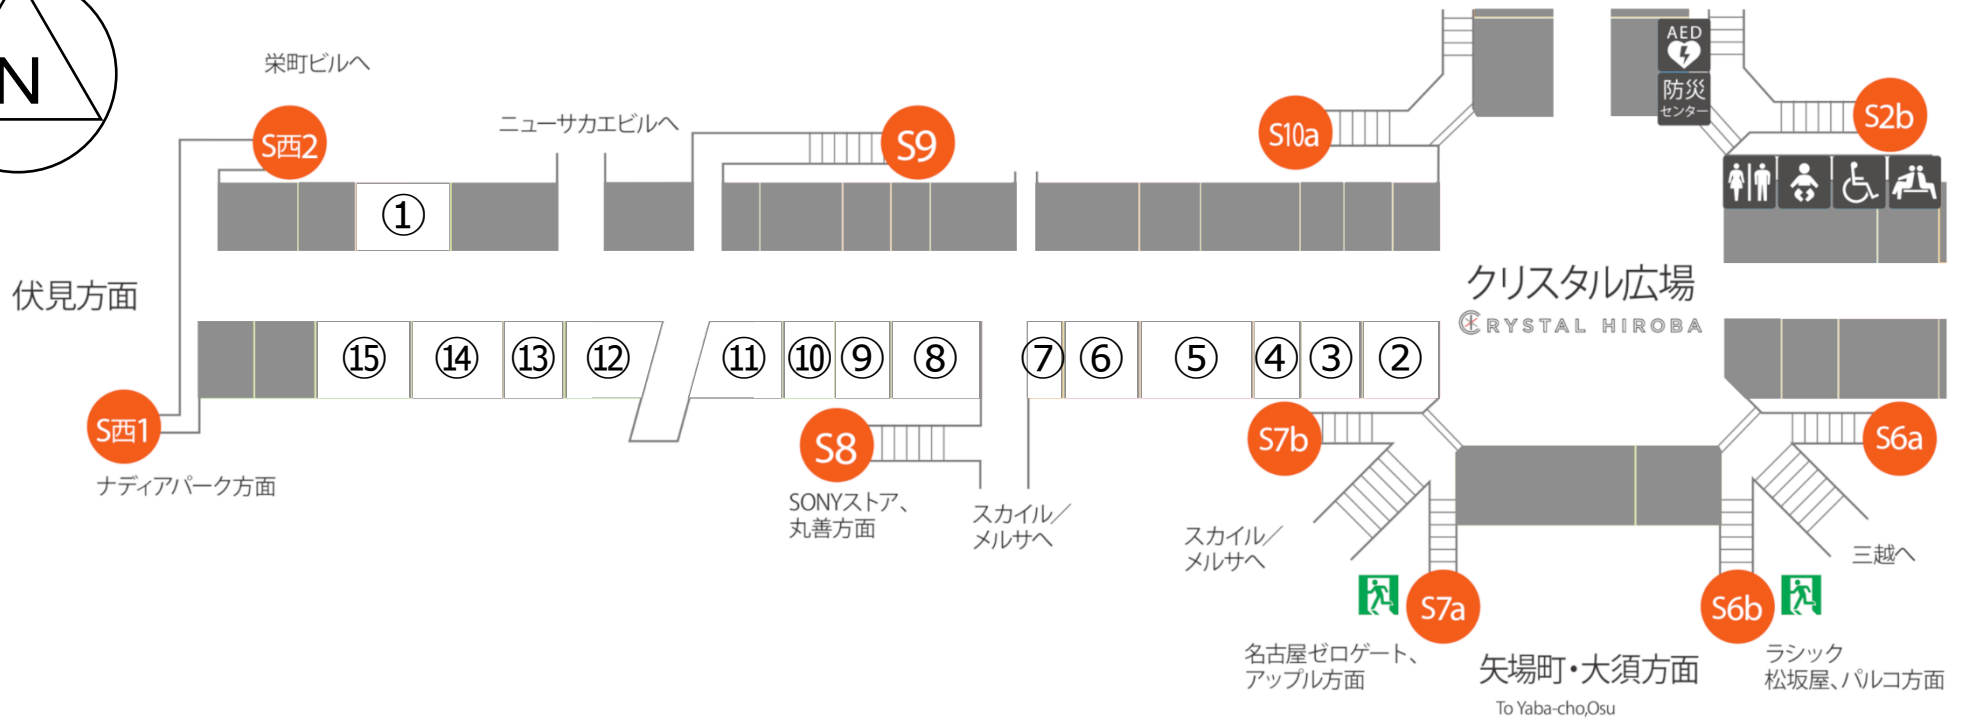 N
栄町ビルへ
S西2
ニューサカエビルへ
S9
S10a
AED
防災
センター
S2b
①
伏見方面
クリスタル広場
CRYSTAL HIROBA
⑮ ⑭ ⑬ ⑫ ⑪ ⑩ ⑨ ⑧ ⑦ ⑥ ⑤ ④ ③ ②
S西1
ナディアパーク方面
S8
SONYストア、
丸善方面
スカイル／
メルサへ
S7b
スカイル／
メルサへ
S6a
三越へ
S7a
名古屋ゼロゲート、
アップル方面
矢場町・大須方面
To Yaba-cho,Osu
S6b
ラシック
松坂屋、パルコ方面